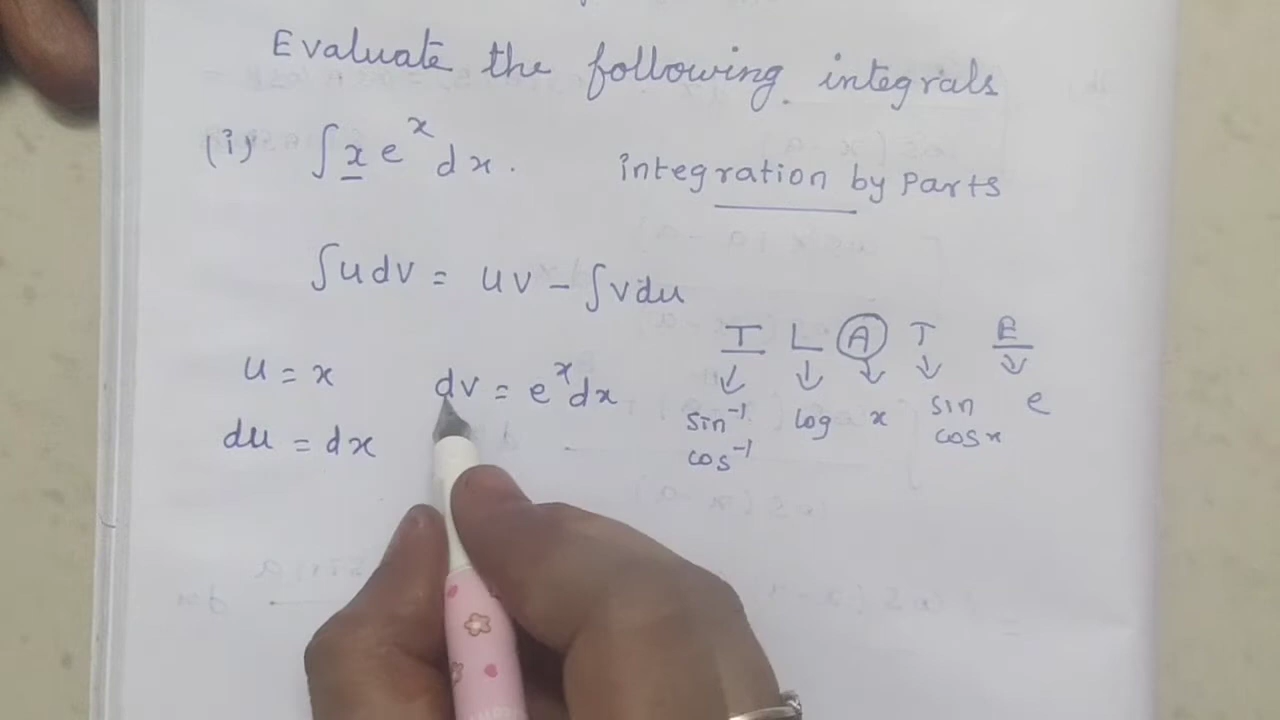 Evaluate the following integrals
(i) ∫ x e^x dx. integration by Parts
∫udv = uv - ∫vdu
T L A T E
u = x dv = e^x dx
sin^-1 log x sin e
cos^-1 cos x
du = dx